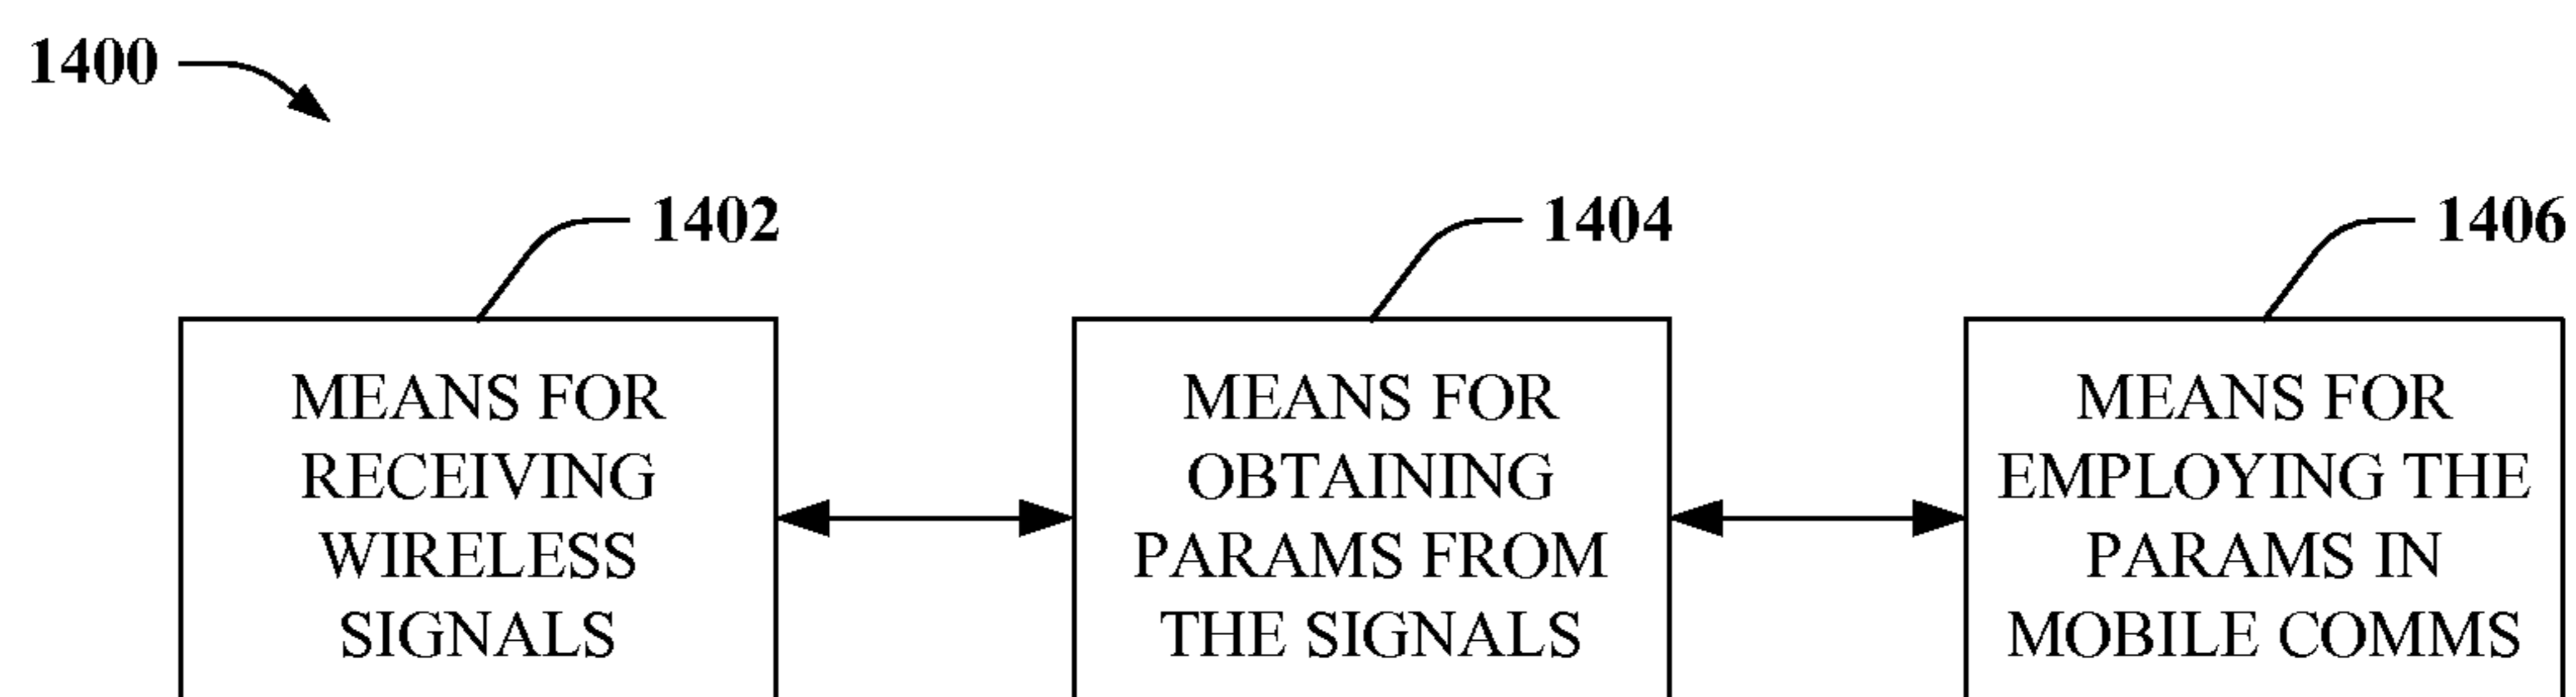 1400
1402
1404
1406
MEANS FOR
RECEIVING
WIRELESS
SIGNALS
MEANS FOR
OBTAINING
PARAMS FROM
THE SIGNALS
MEANS FOR
EMPLOYING THE
PARAMS IN
MOBILE COMMS